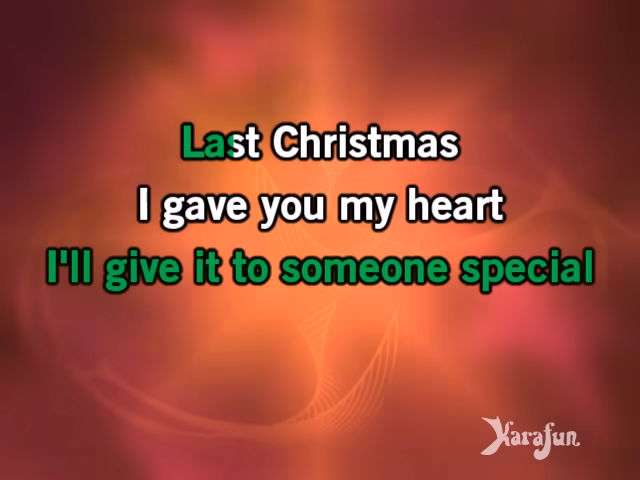 Last Christmas
I gave you my heart
I'll give it to someone special
Karafun